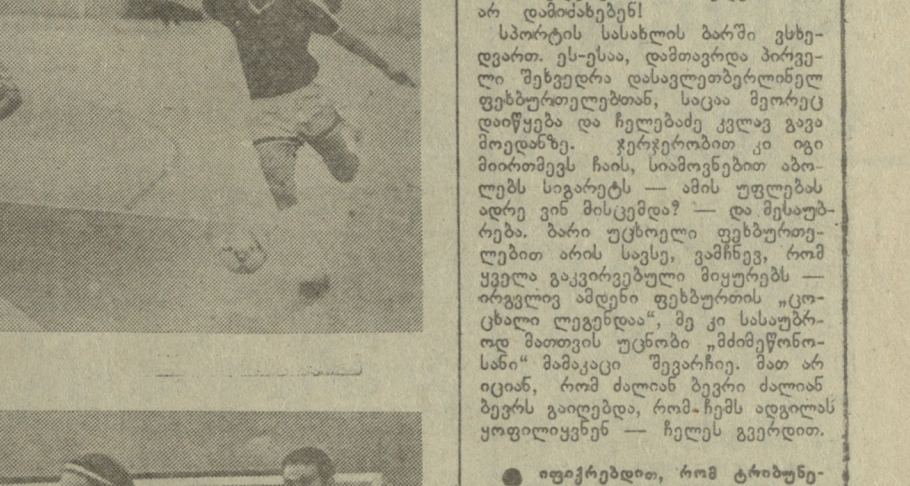 არ დამიძახებენ!
სპორტის სასახლის ბარში ვსხე-
დვართ. ეს-ესაა, დამთავრდა პირვე-
ლი შეხვედრა დასავლეთბერლინელ
ფეხბურთელებთან, საცაა მეორეც
დაიწყება და ჩელებაძე კვლავ გავა
მოედანზე. ჯერჯერობით კი იგი
მიირთმევს ჩაის, სიამოვნებით აბო-
ლებს სიგარეტს — ამის უფლებას
ადრე ვინ მისცემდა? — და მესაუბ-
რება. ბარი უცხოელი ფეხბურთე-
ლებით არის სავსე, ვამჩნევ, რომ
ყველა გაკვირვებული მიყურებს —
ირგვლივ ამდენი ფეხბურთის „ცო-
ცხალი ლეგენდაა“, მე კი სასაუბრ-
ოდ მათთვის უცნობი „მძიმეწონო-
სანი“ მამაკაცი შევარჩიე. მათ არ
იციან, რომ ძალიან ბევრი ძალიან
ბევრს გაიღებდა, რომ ჩემს ადგილას
ყოფილიყვნენ — ჩელეს გვერდით.
● იფიქრებდით, რომ ტრიბუნე-